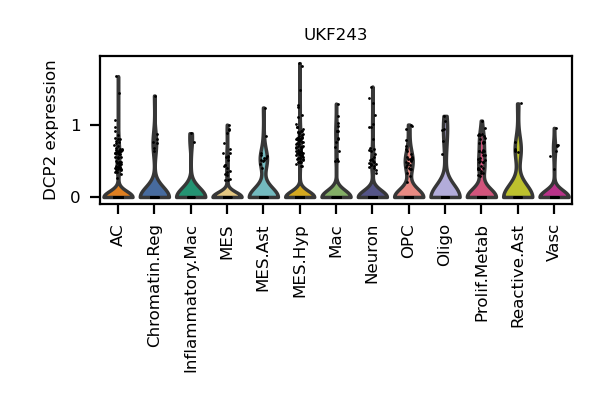 UKF243
DCP2 expression
1
0
AC
Chromatin.Reg
Inflammatory.Mac
MES
MES.Ast
MES.Hyp
Mac
Neuron
OPC
Oligo
Prolif.Metab
Reactive.Ast
Vasc